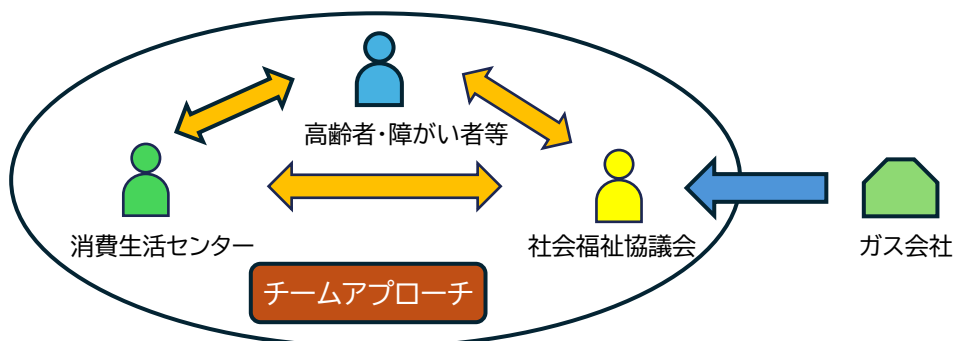 高齢者・障がい者等
消費生活センター
社会福祉協議会
ガス会社
チームアプローチ